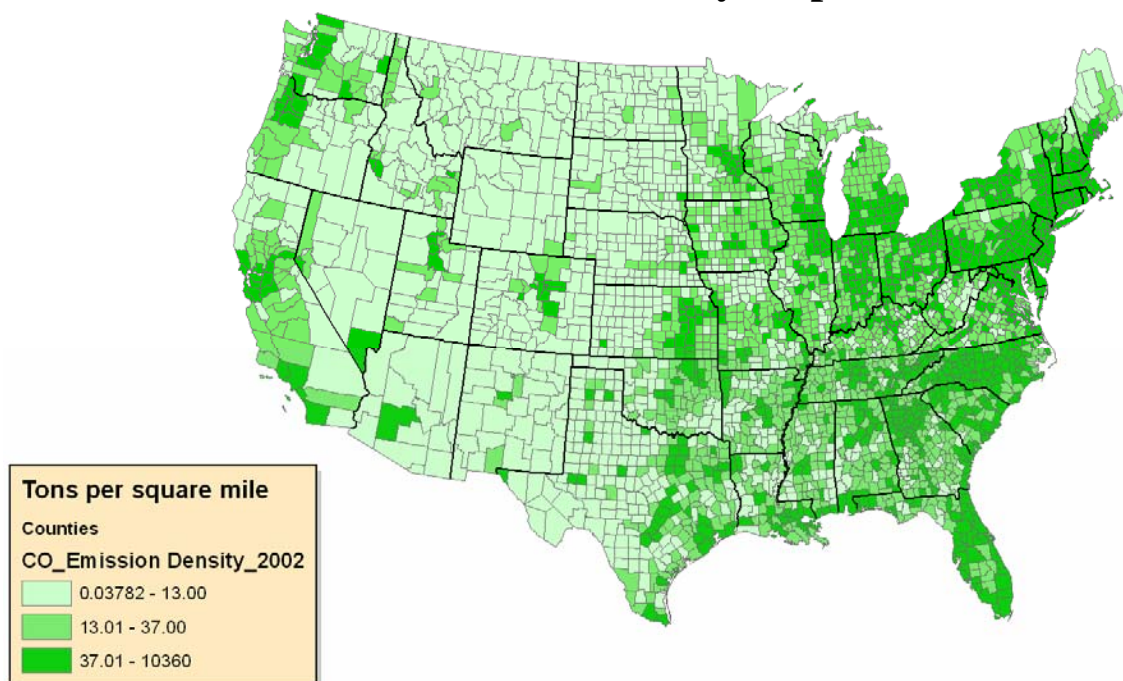 Tons per square mile
Counties
CO_Emission Density_2002
0.03782 - 13.00
13.01 - 37.00
37.01 - 10360